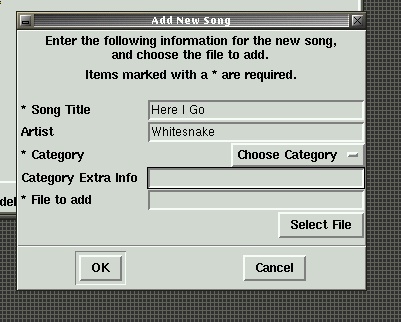 Add New Song
Enter the following information for the new song,
and choose the file to add.
Items marked with a * are required.
* Song Title Here I Go
Artist Whitesnake
* Category Choose Category
Category Extra Info
* File to add
del
Select File
OK Cancel